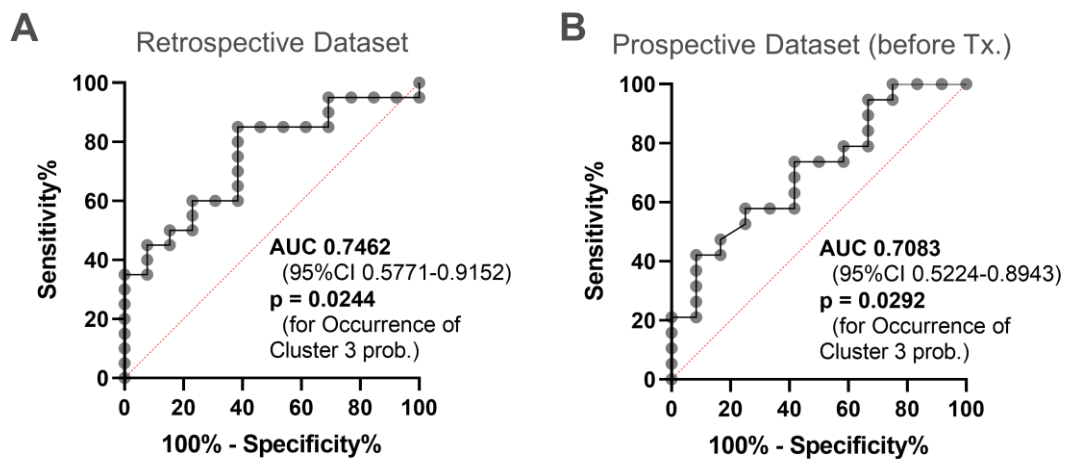 A
Retrospective Dataset
100
80
60
40
20
0
Sensitivity%
AUC 0.7462
(95%CI 0.5771-0.9152)
p = 0.0244
(for Occurrence of
Cluster 3 prob.)
0 20 40 60 80 100
100% - Specificity%
B
Prospective Dataset (before Tx.)
100
80
60
40
20
0
Sensitivity%
AUC 0.7083
(95%CI 0.5224-0.8943)
p = 0.0292
(for Occurrence of
Cluster 3 prob.)
0 20 40 60 80 100
100% - Specificity%